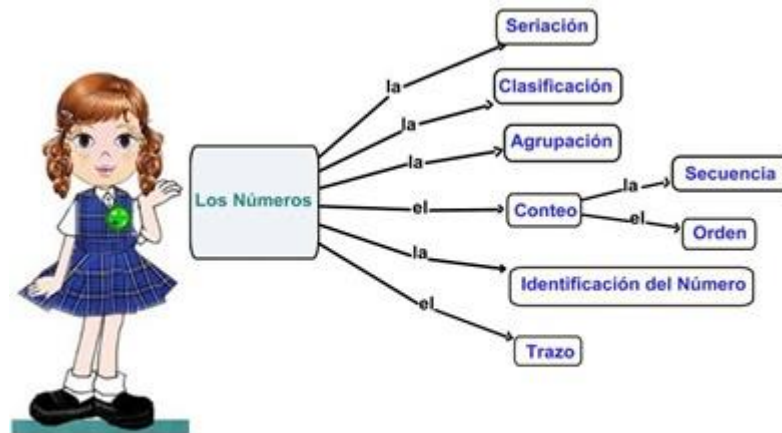 Seriación
la
Clasificación
la
Agrupación
la
Los Números
el
Conteo
la
Secuencia
el
Orden
la
Identificación del Número
el
Trazo